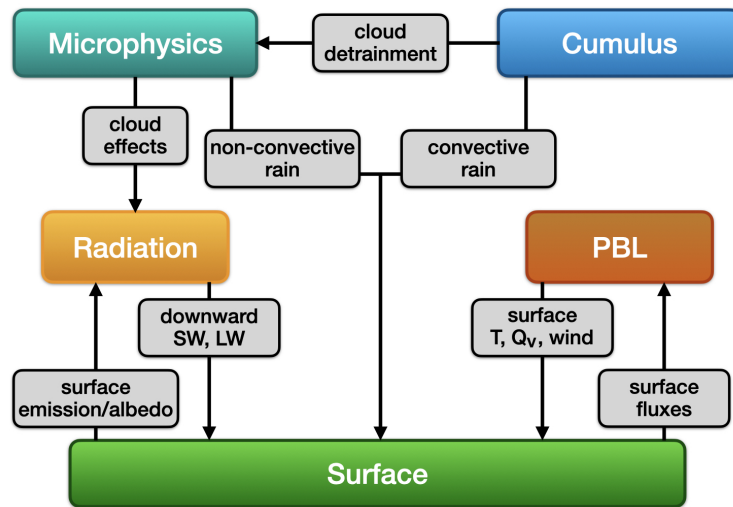 Microphysics
cloud
detrainment
Cumulus
cloud
effects
non-convective
rain
convective
rain
Radiation
PBL
downward
SW, LW
surface
T, Qv, wind
surface
emission/albedo
surface
fluxes
Surface